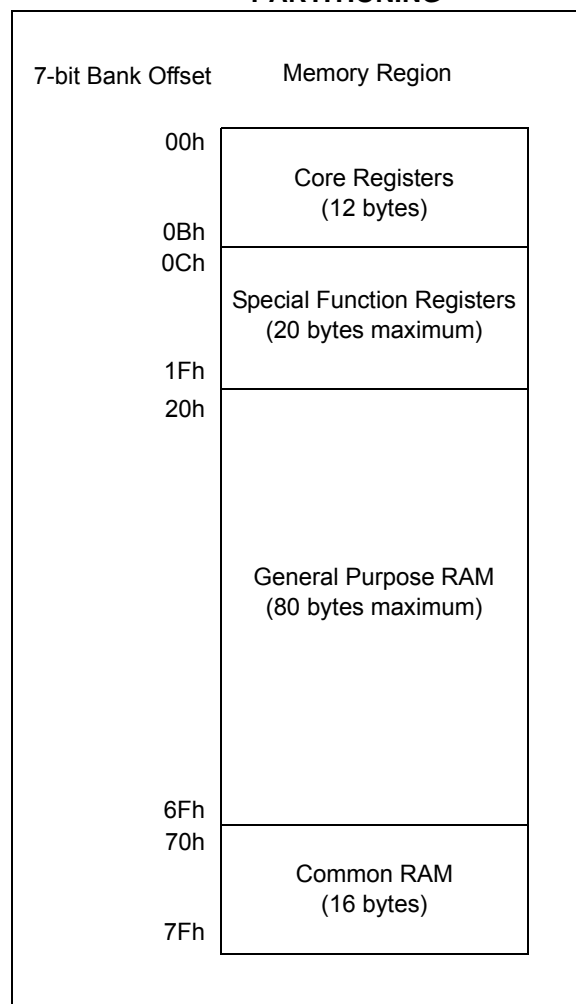 PARTITIONING
7-bit Bank Offset Memory Region
00h
Core Registers
(12 bytes)
0Bh
0Ch
Special Function Registers
(20 bytes maximum)
1Fh
20h
General Purpose RAM
(80 bytes maximum)
6Fh
70h
Common RAM
(16 bytes)
7Fh